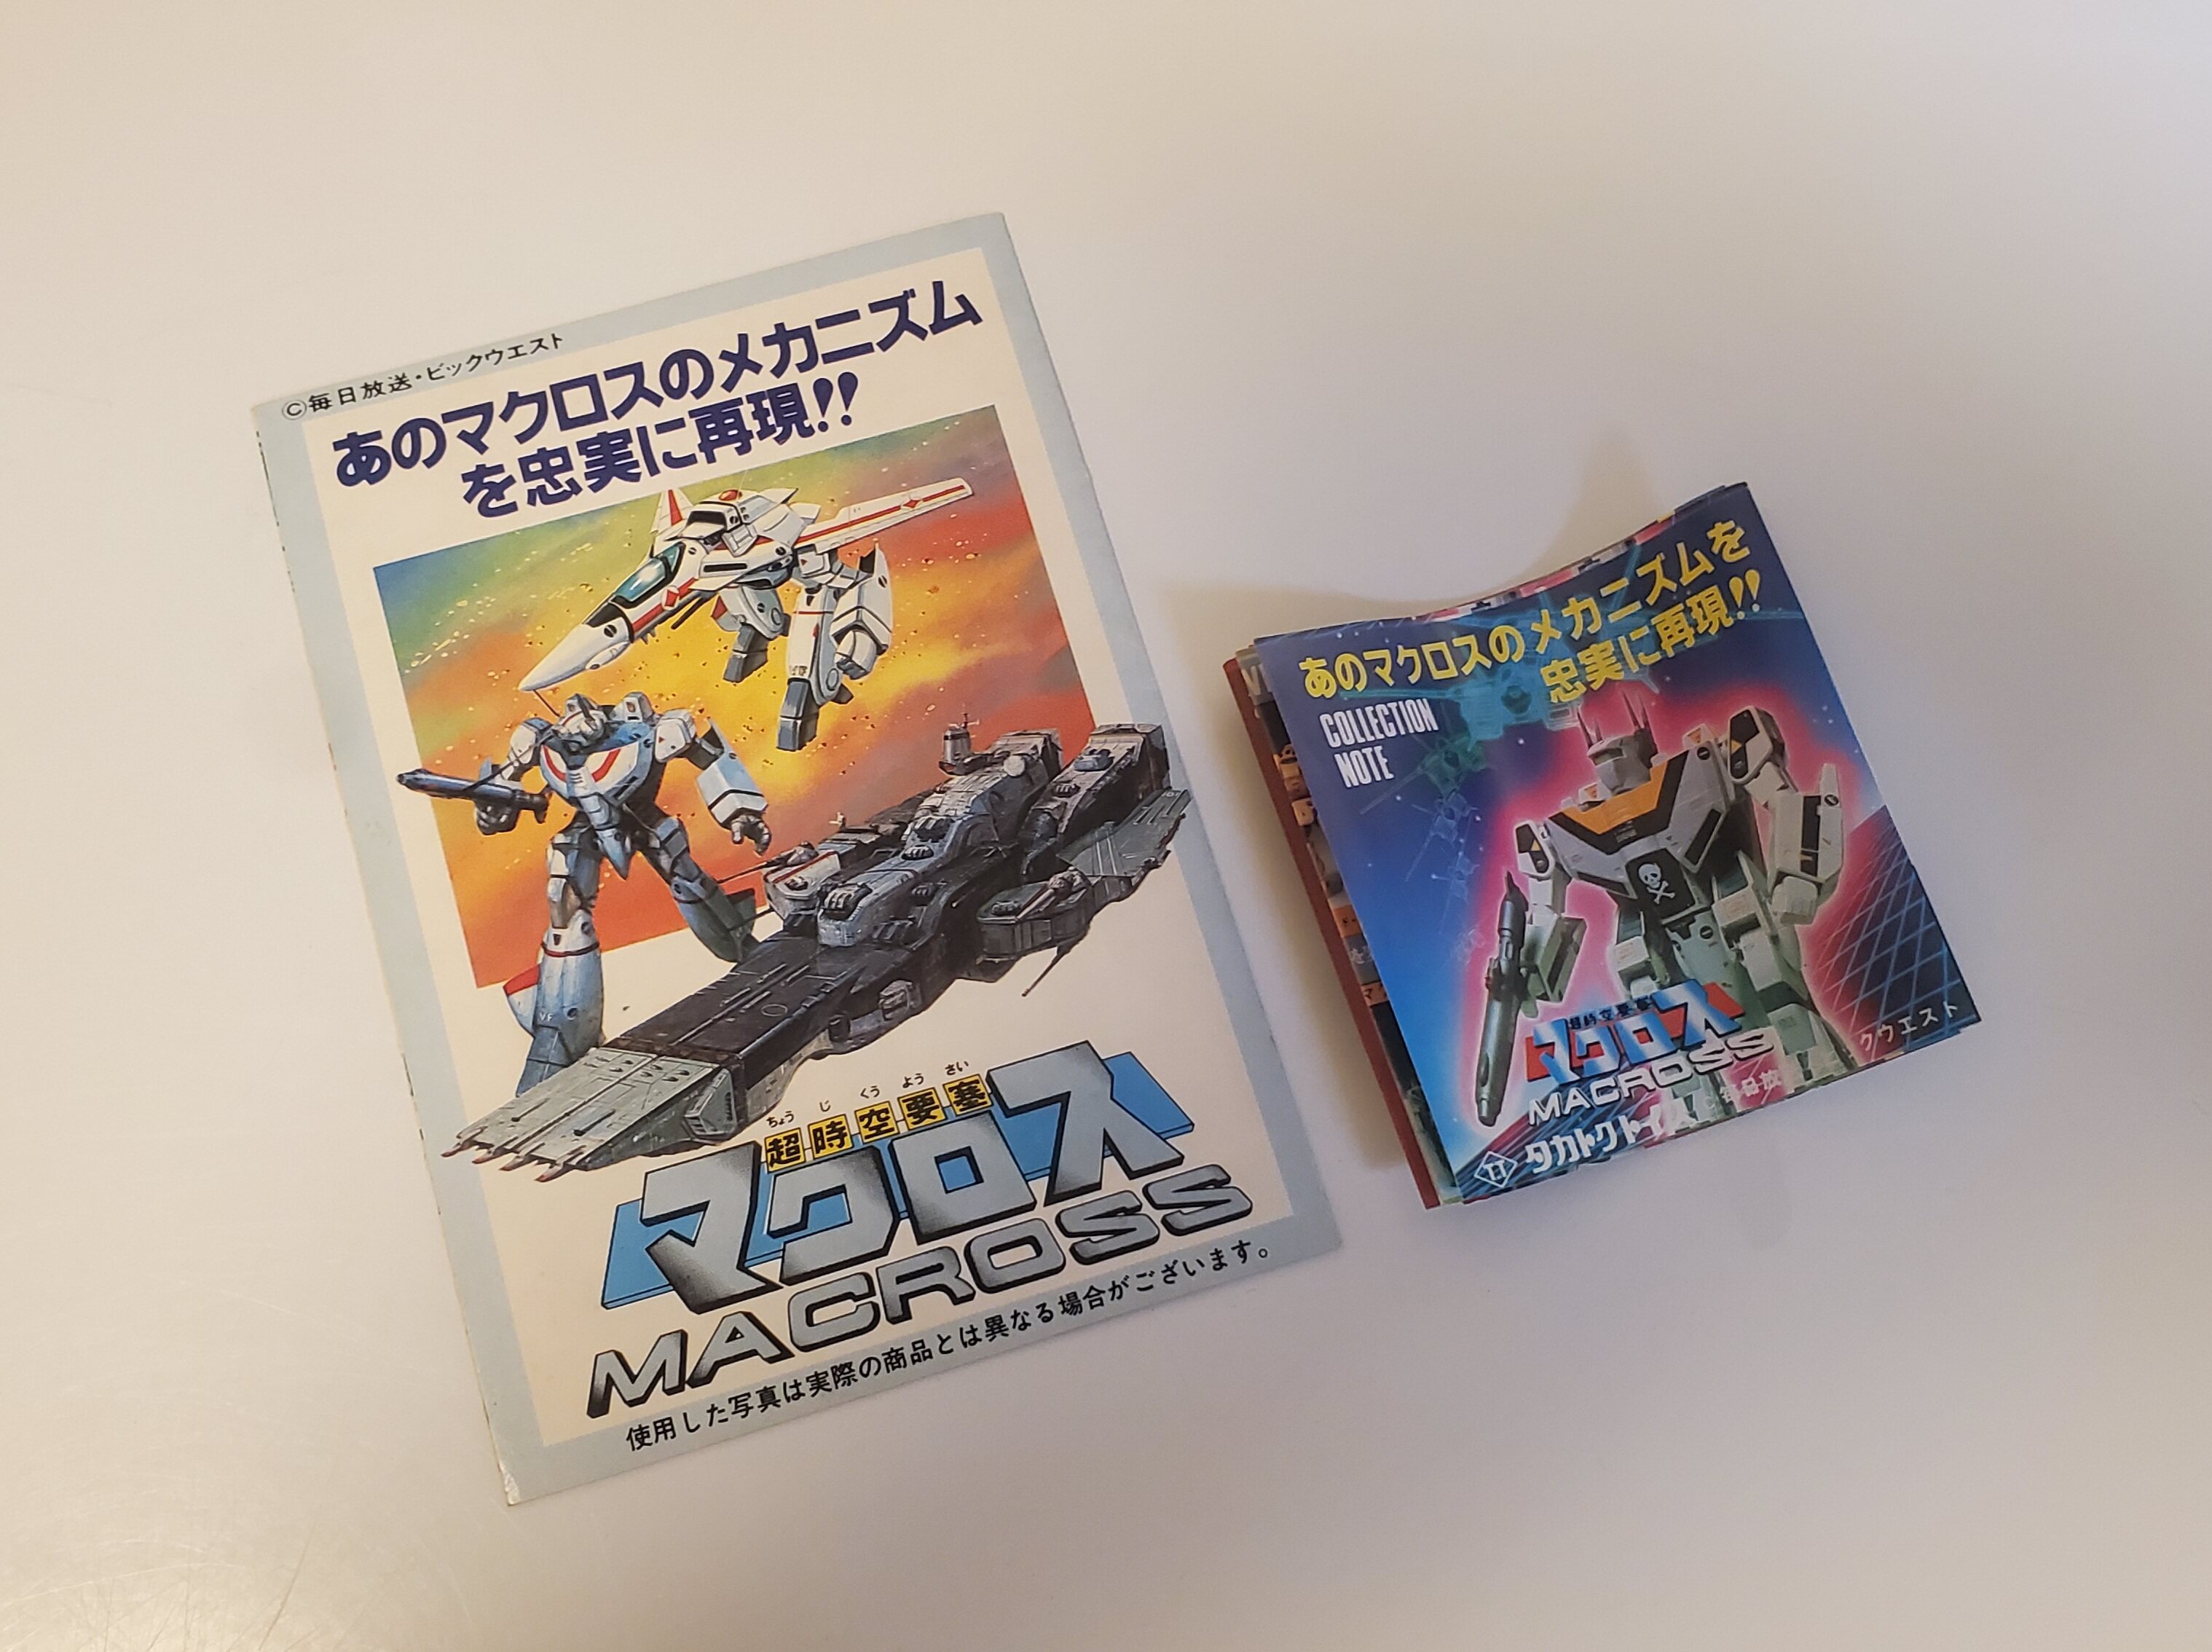 ©毎日放送・ビックウエスト
あのマクロスのメカニズム
を忠実に再現!!
VF
VF
ちょう じ くう よう さい
超時空要塞
マクロス
MACROSS
使用した写真は実際の商品とは異なる場合がございます。
あのマクロスのメカニズムを
忠実に再現!!
COLLECTION
NOTE
超時空要塞
マクロス
MACROSS
毎日放
クウエスト
TT タカトクトイス